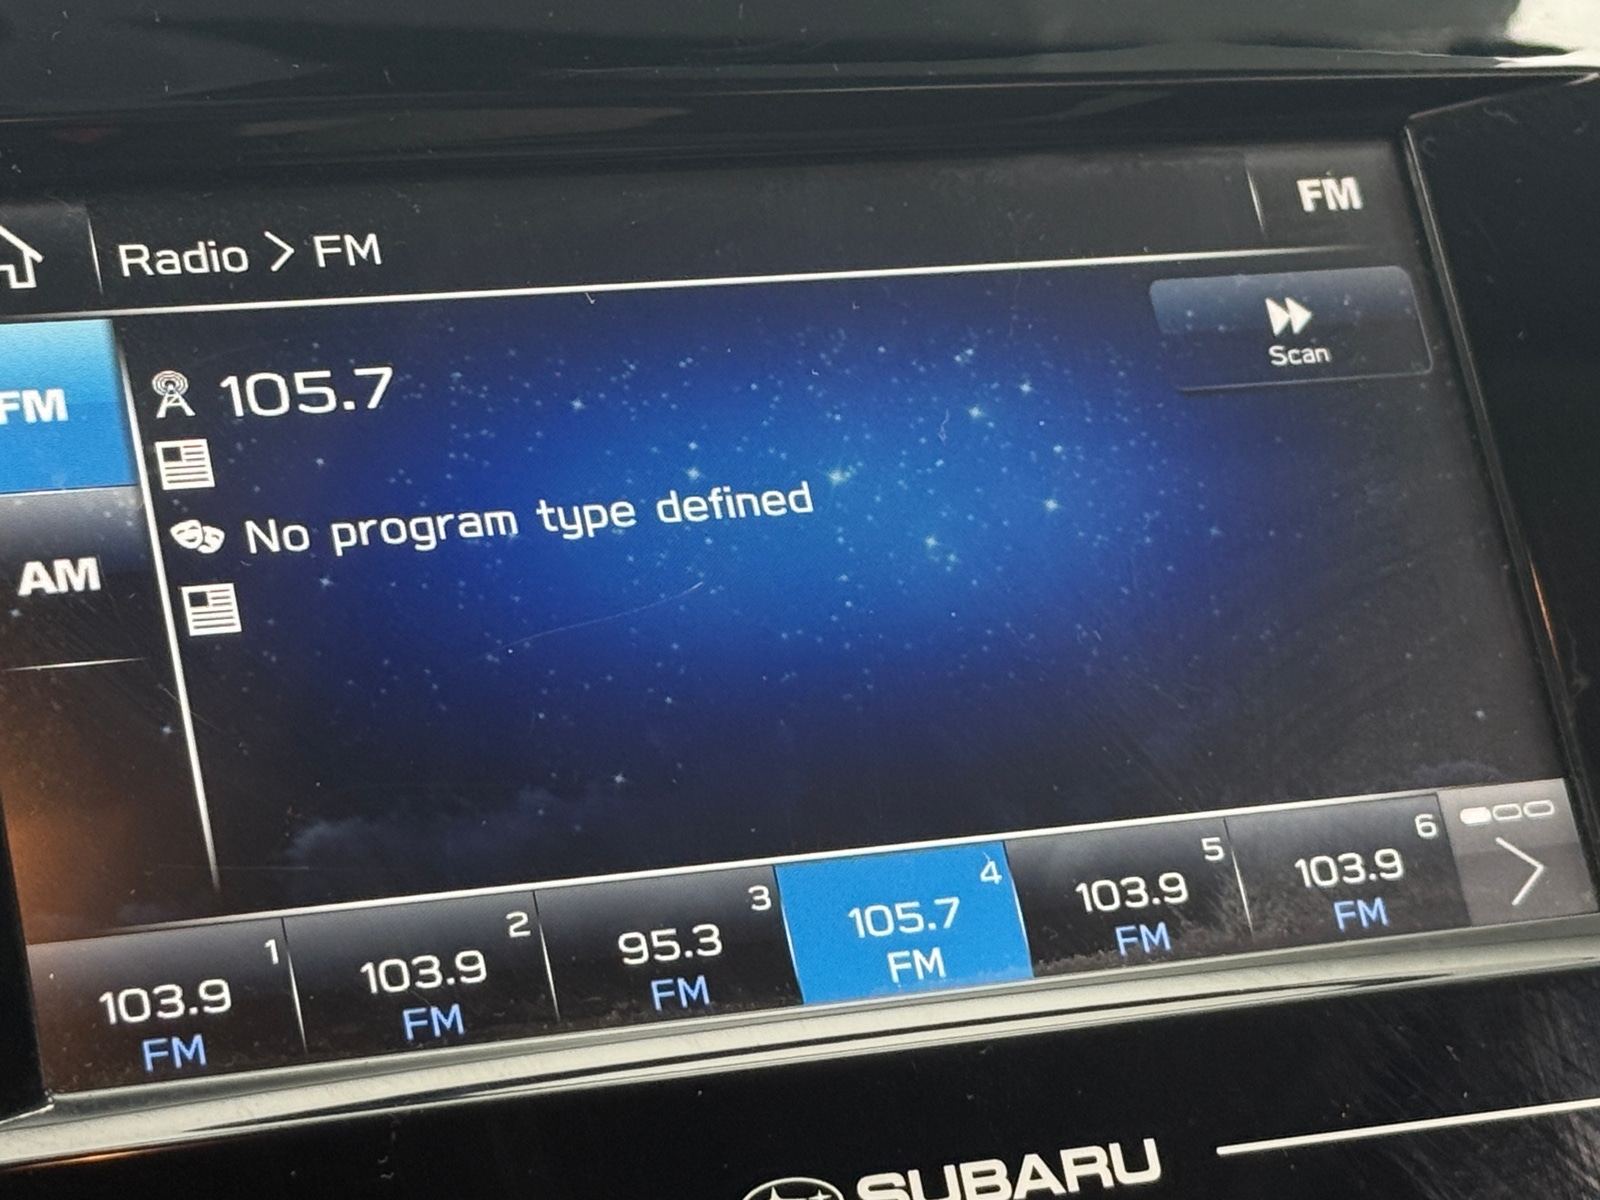 Radio > FM
FM
Scan
FM
105.7
No program type defined
AM
1
103.9
FM
2
103.9
FM
3
95.3
FM
4
105.7
FM
5
103.9
FM
6
103.9
FM
SUBARU